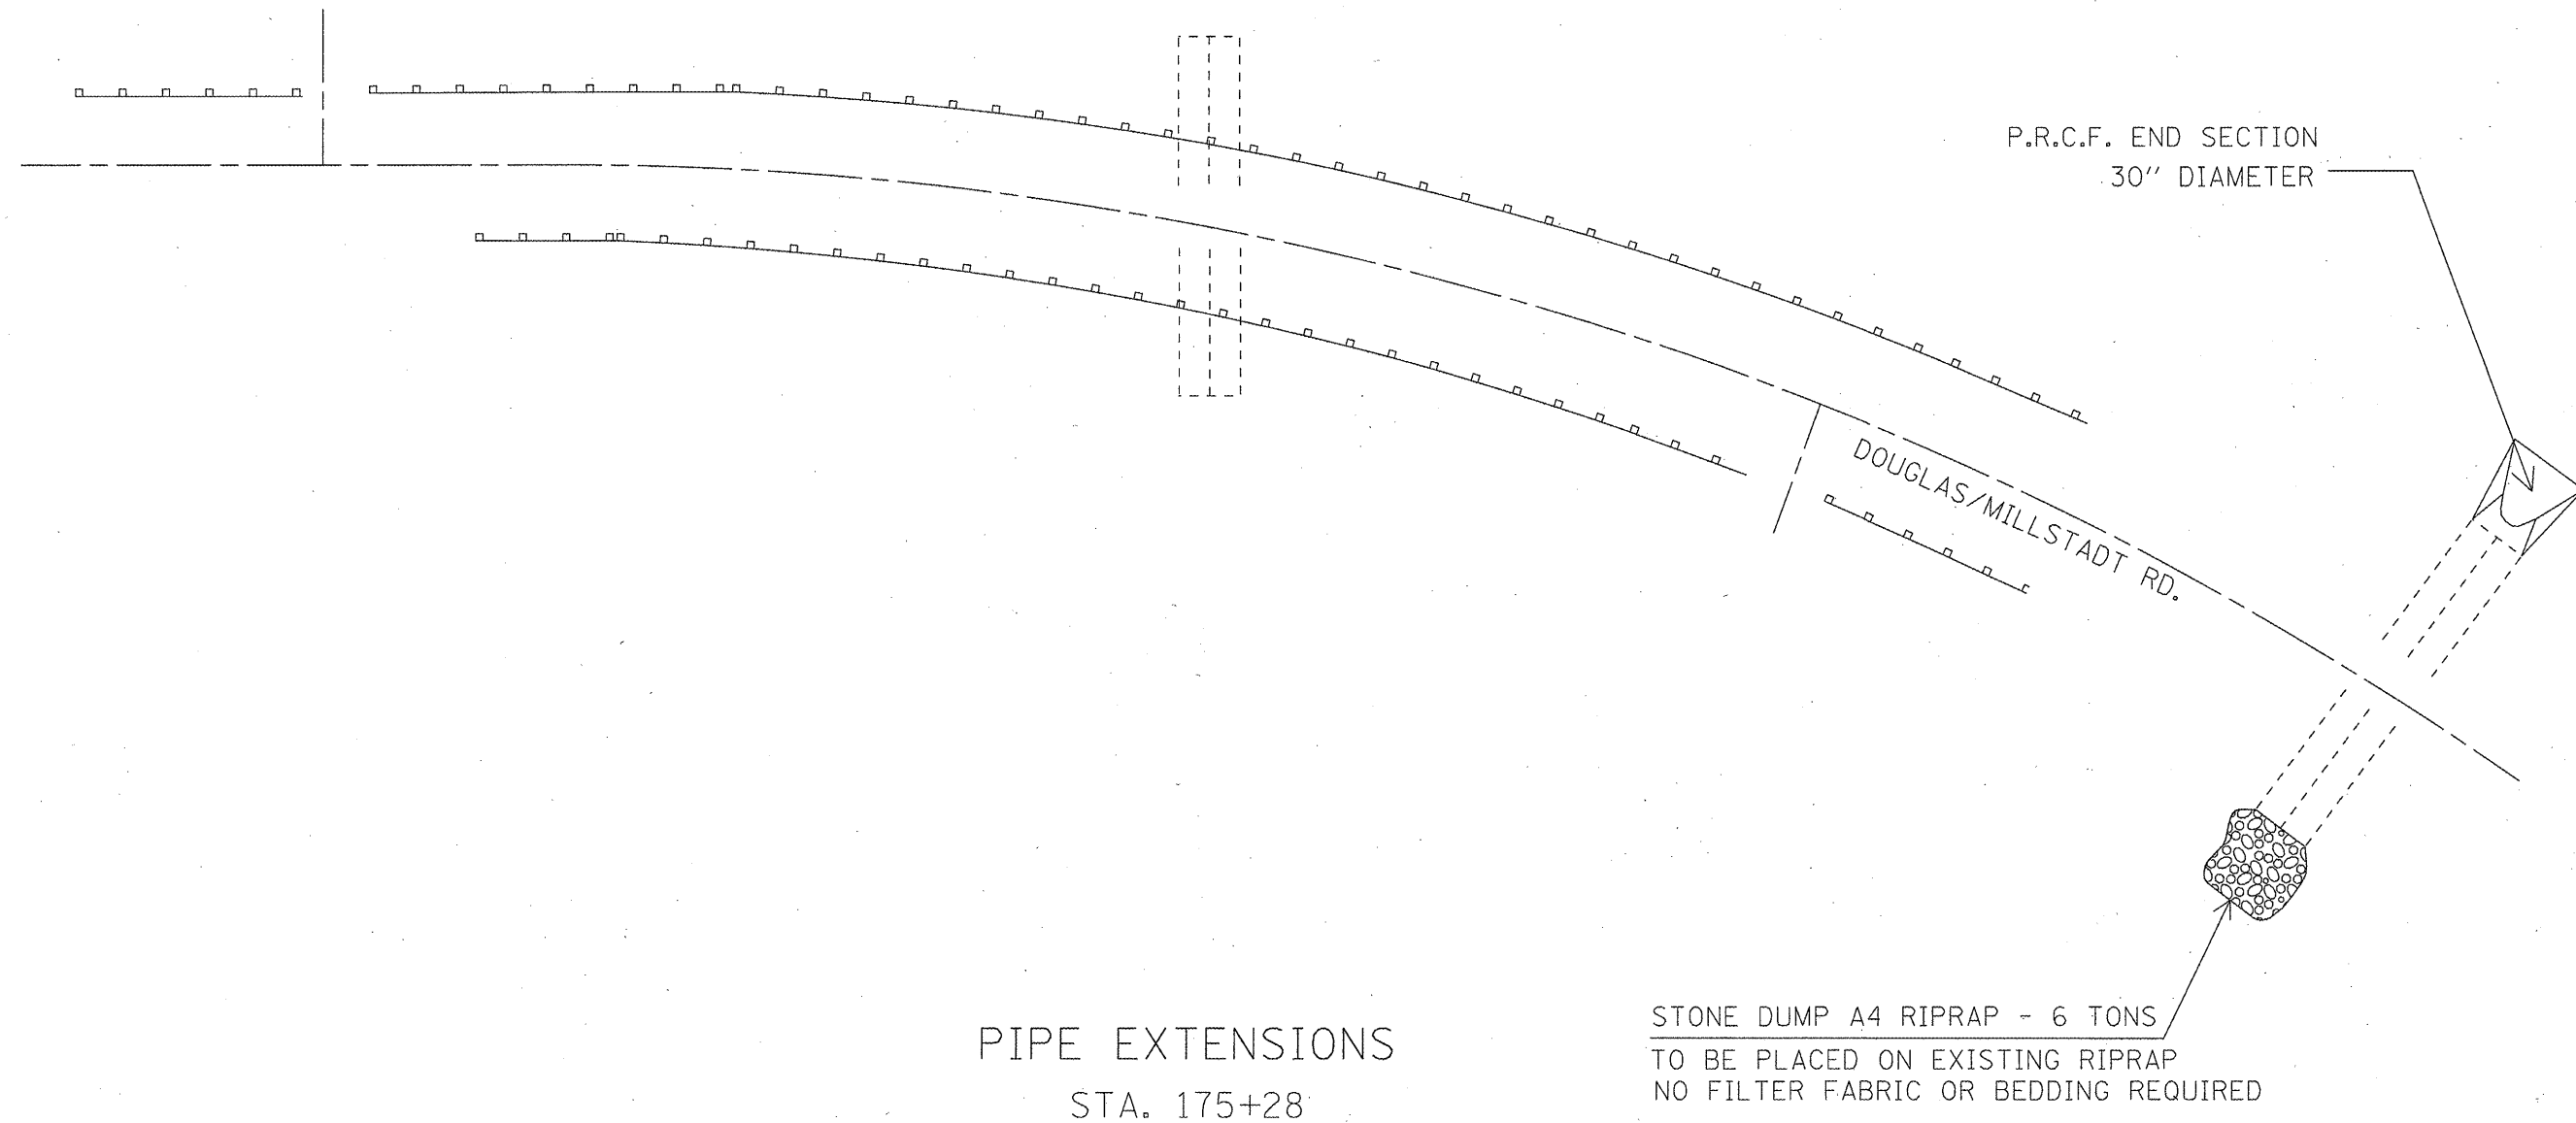 P.R.C.F. END SECTION
30" DIAMETER
DOUGLAS/MILLSTADT RD.
STONE DUMP A4 RIPRAP - 6 TONS
TO BE PLACED ON EXISTING RIPRAP
NO FILTER FABRIC OR BEDDING REQUIRED
PIPE EXTENSIONS
STA. 175+28